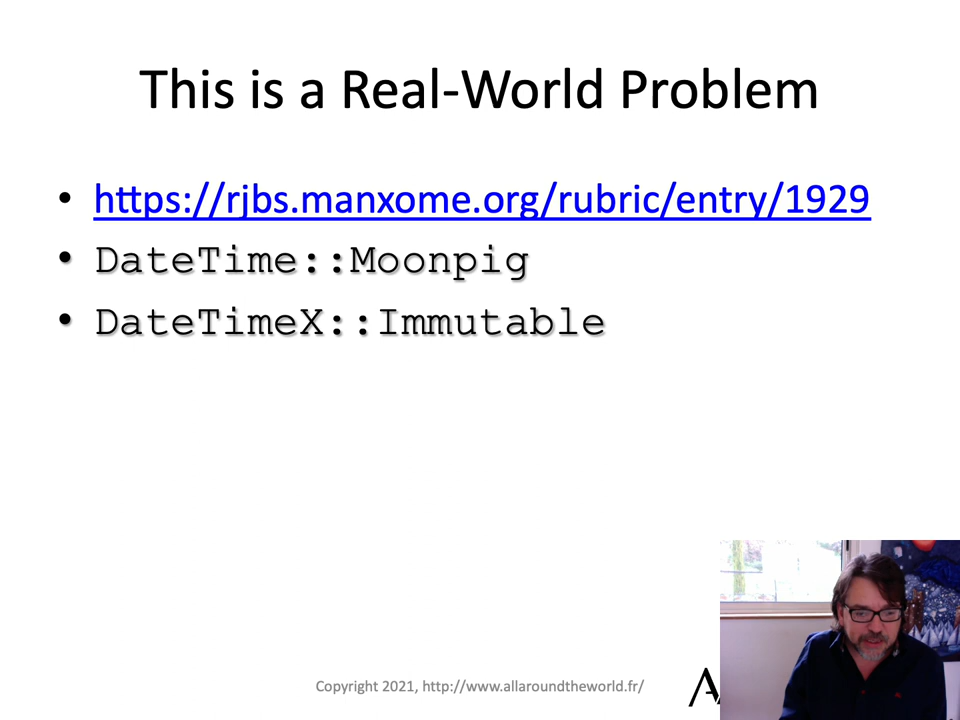 This is a Real-World Problem
• https://rjbs.manxome.org/rubric/entry/1929
• DateTime::Moonpig
• DateTimeX::Immutable
Copyright 2021, http://www.allaroundtheworld.fr/